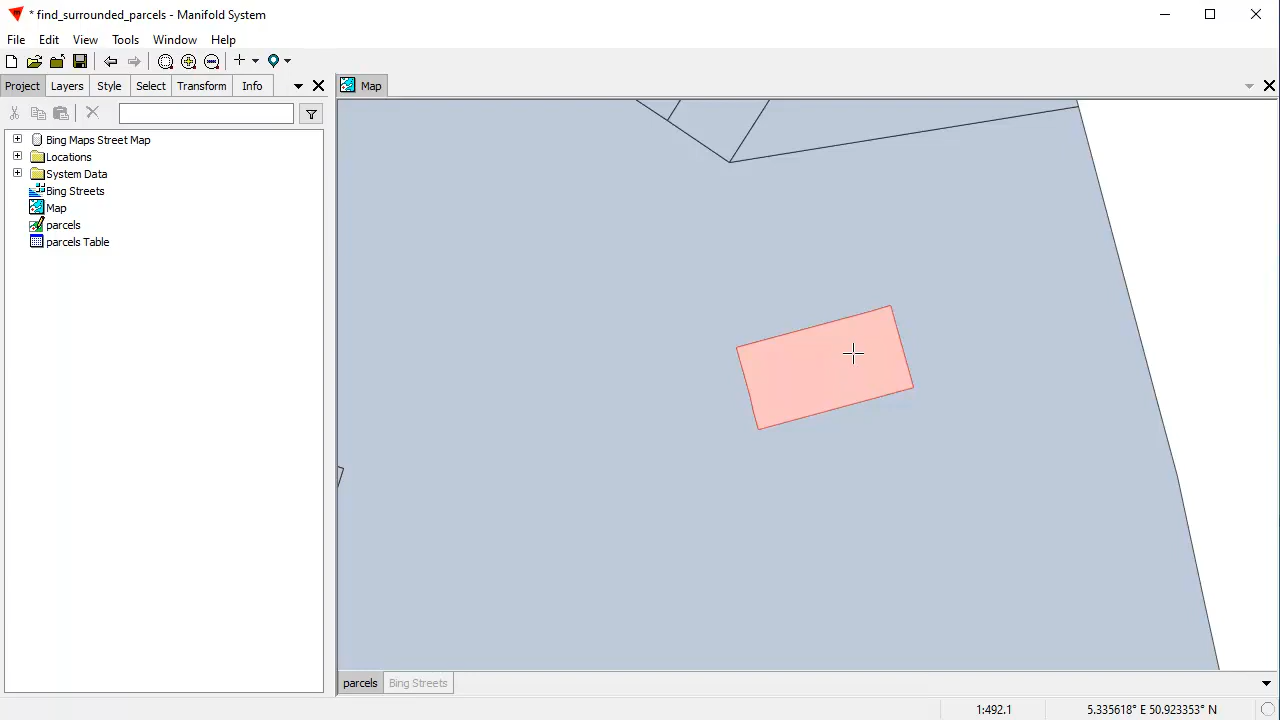 * find_surrounded_parcels - Manifold System
File Edit View Tools Window Help
Project Layers Style Select Transform Info
Map
Bing Maps Street Map
Locations
System Data
Bing Streets
Map
parcels
parcels Table
parcels Bing Streets
1:492.1 5.335618° E 50.923353° N